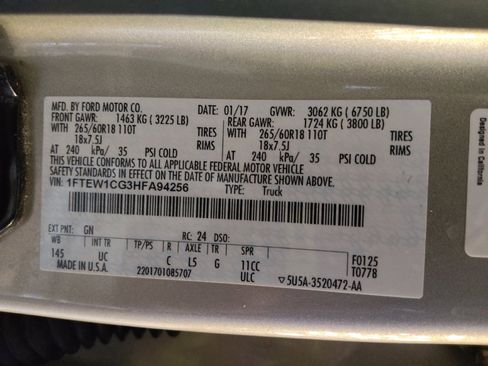 MFD. BY FORD MOTOR CO.
DATE: 01/17 GVWR: 3062 KG ( 6750 LB)
FRONT GAWR: 1463 KG ( 3225 LB) REAR GAWR: 1724 KG ( 3800 LB)
WITH 265/60R18 110T TIRES WITH 265/60R18 110T TIRES
18x7.5J RIMS 18x7.5J RIMS
AT 240 kPa/ 35 PSI COLD AT 240 kPa/ 35 PSI COLD
THIS VEHICLE CONFORMS TO ALL APPLICABLE FEDERAL MOTOR VEHICLE
SAFETY STANDARDS IN EFFECT ON THE DATE OF MANUFACTURE SHOWN ABOVE.
VIN: 1FTEW1CG3HFA94256 TYPE: Truck
EXT PNT: GN RC: 24 DSO:
WB INT TR TP/PS R AXLE TR SPR F0125
145 UC C L5 G 11CC T0778
MADE IN U.S.A. 2201701085707 ULC 5U5A-3520472-AA
Designed in California